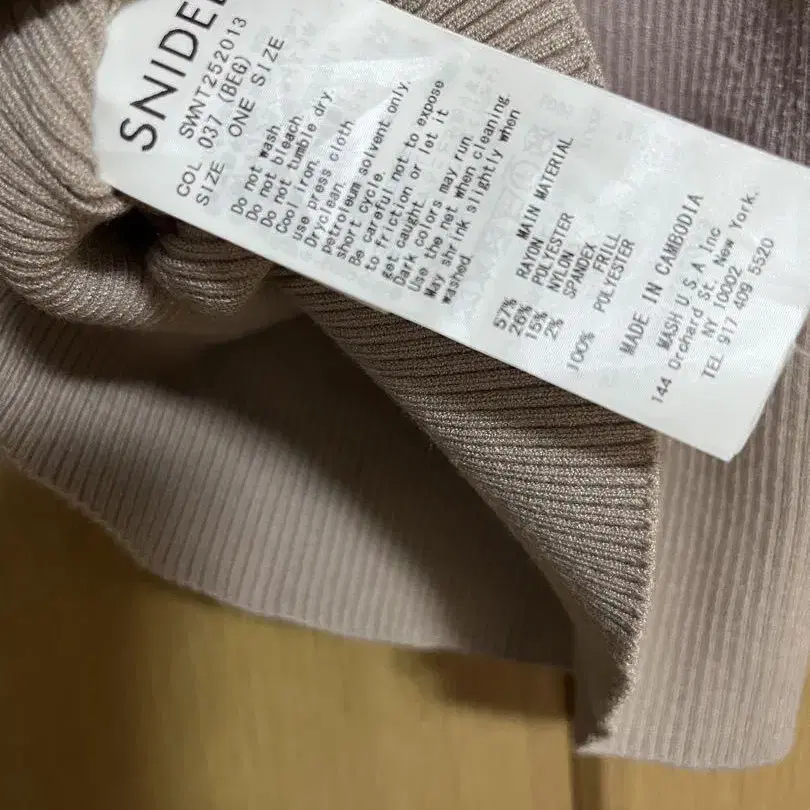 SNIDEL
SWNT252013
COL 037 (BEG)
SIZE ONE SIZE
Do not wash.
Do not bleach.
Do not tumble dry.
Cool iron.
use press cloth
Dryclean.
petroleum solvent only.
short cycle.
Be careful not to expose
to friction or let it
get caught.
Dark colors may run.
Use the net when cleaning.
May shrink slightly when
washed.
MAIN MATERIAL
57% RAYON
26% POLYESTER
15% NYLON
2% SPANDEX
FRILL
100% POLYESTER
MADE IN CAMBODIA
MASH U S A Inc
144 Orchard St. New York.
NY 10002
TEL 917 409 5520